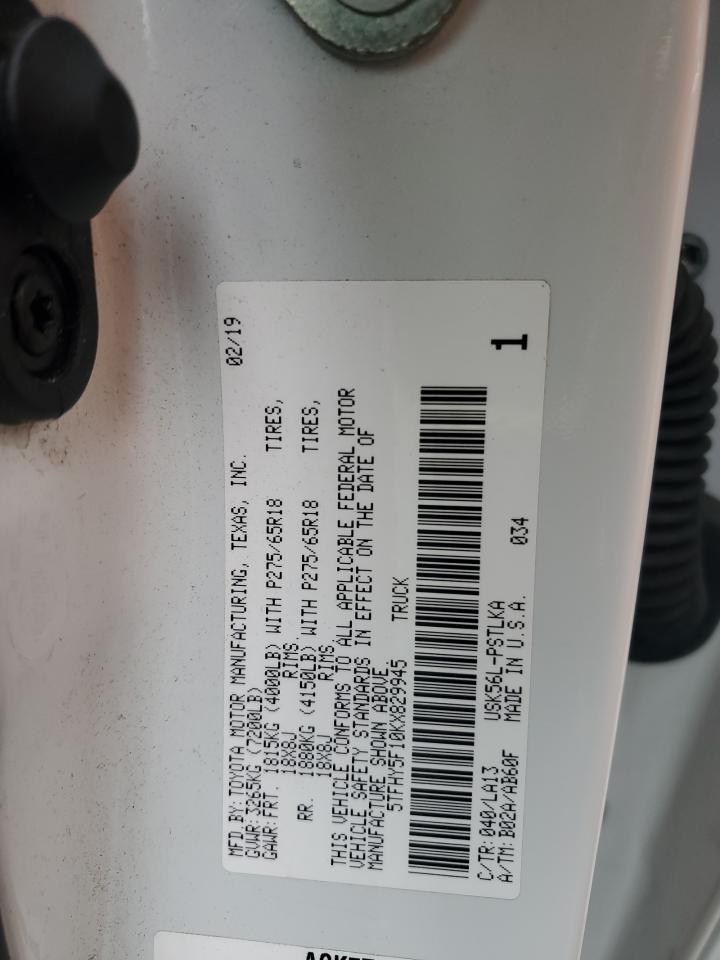 MFD BY: TOYOTA MOTOR MANUFACTURING, TEXAS, INC. 02/19
GVWR: 3265KG (7200LB)
GAWR: FRT. 1815KG (4000LB) WITH P275/65R18 TIRES,
18X8J RIMS,
RR. 1880KG (4150LB) WITH P275/65R18 TIRES,
18X8J RIMS
THIS VEHICLE CONFORMS TO ALL APPLICABLE FEDERAL MOTOR
VEHICLE SAFETY STANDARDS IN EFFECT ON THE DATE OF
MANUFACTURE SHOWN ABOVE
5TFHY5F10KX829945 TRUCK
1
C/TR: 040/LA13 USK56L-PSTLKA
A/TM: B02A/AB60F MADE IN U.S.A. 034